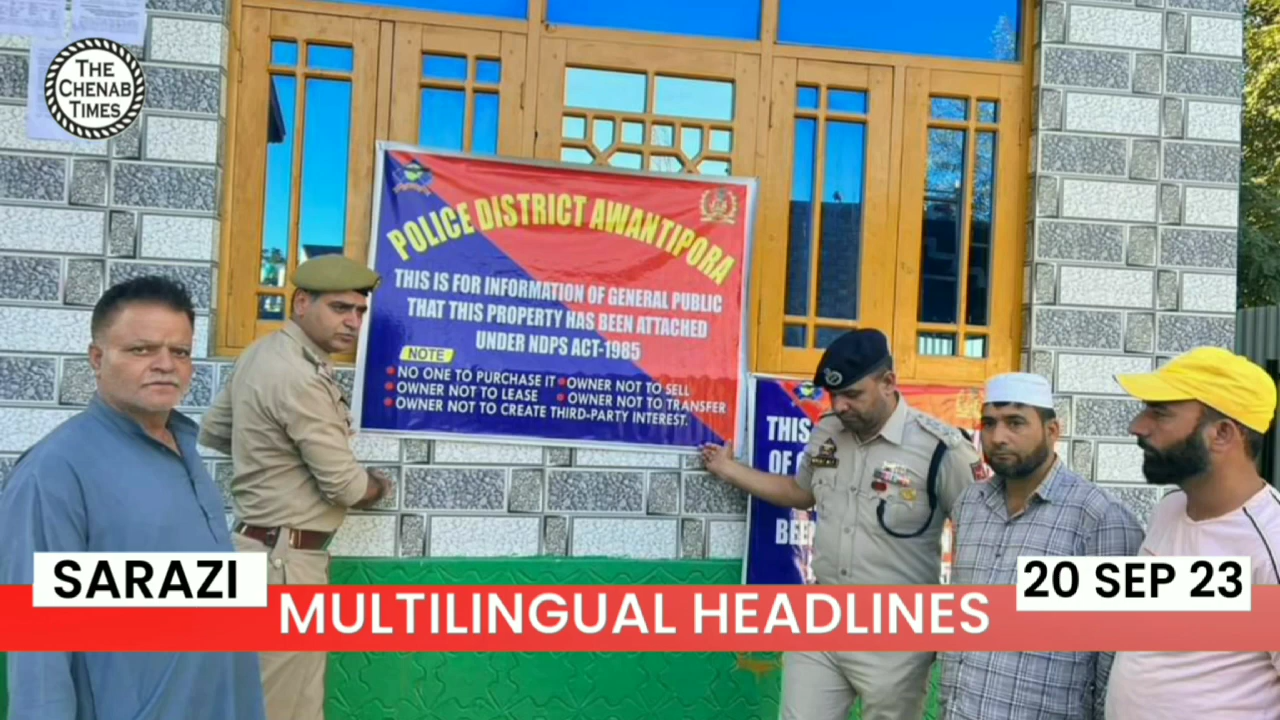 THE
CHENAB
TIMES
POLICE DISTRICT AWANTIPORA
THIS IS FOR INFORMATION OF GENERAL PUBLIC
THAT THIS PROPERTY HAS BEEN ATTACHED
UNDER NDPS ACT-1985
NOTE
• NO ONE TO PURCHASE IT • OWNER NOT TO SELL
• OWNER NOT TO LEASE • OWNER NOT TO TRANSFER
• OWNER NOT TO CREATE THIRD-PARTY INTEREST.
THIS
OF
SARAZI
20 SEP 23
MULTILINGUAL HEADLINES